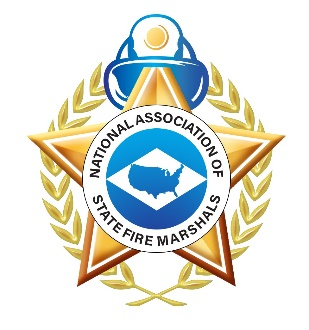 NATIONAL ASSOCIATION OF
STATE FIRE MARSHALS